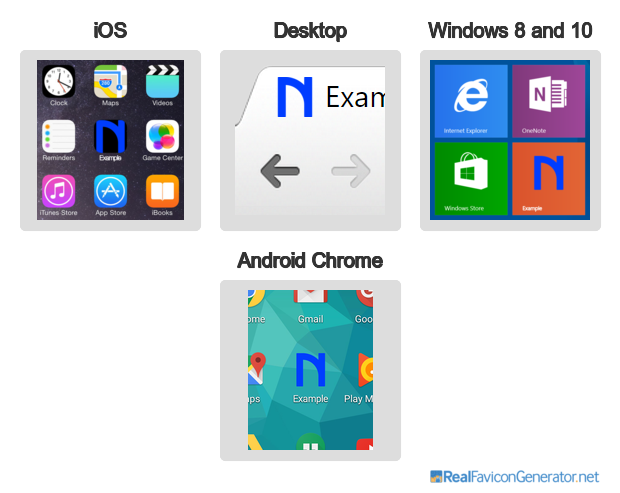 iOS
Desktop
Windows 8 and 10
Clock
Maps
Videos
Reminders
Example
Game Center
iTunes Store
App Store
iBooks
Exam
Internet Explorer
OneNote
Windows Store
Example
Android Chrome
ome
Gmail
Goo
aps
Example
Play M
RealFaviconGenerator.net